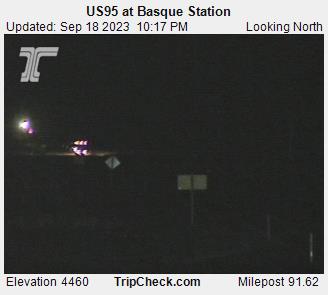 US95 at Basque Station
Updated: Sep 18 2023 10:17 PM Looking North
Elevation 4460 TripCheck.com Milepost 91.62